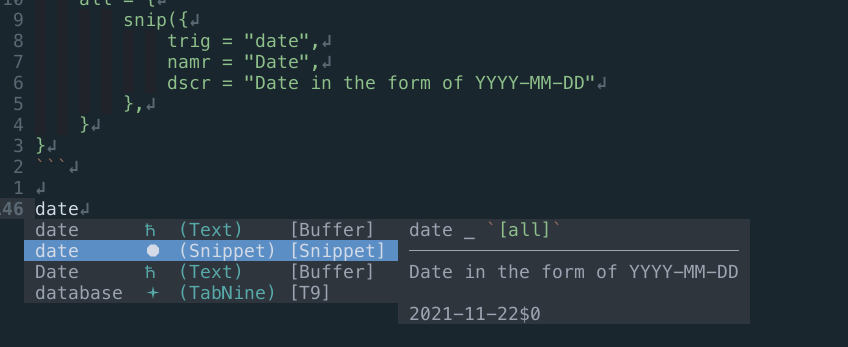 10 all = {
9 snip({↲
8 trig = "date",↲
7 namr = "Date",↲
6 dscr = "Date in the form of YYYY-MM-DD"↲
5 },↲
4 }↲
3 }↲
2 ```↲
1 ↲
146 date↲
date ♄ (Text) [Buffer]
date ● (Snippet) [Snippet]
Date ♄ (Text) [Buffer]
database ✦ (TabNine) [T9]
date _ `[all]`
Date in the form of YYYY-MM-DD
2021-11-22$0